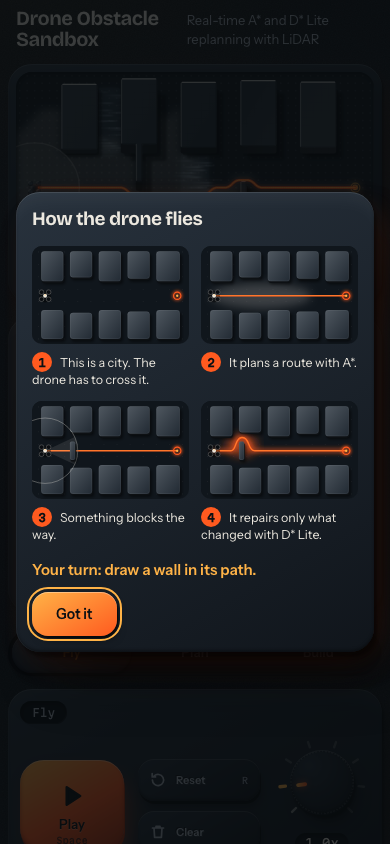 Drone Obstacle
Sandbox
Real-time A* and D* Lite
replanning with LiDAR
How the drone flies
1 This is a city. The
drone has to cross it.
2 It plans a route with A*.
3 Something blocks the
way.
4 It repairs only what
changed with D* Lite.
Your turn: draw a wall in its path.
Got it
Fly
Play
Space
Reset R
Clear
1.0x